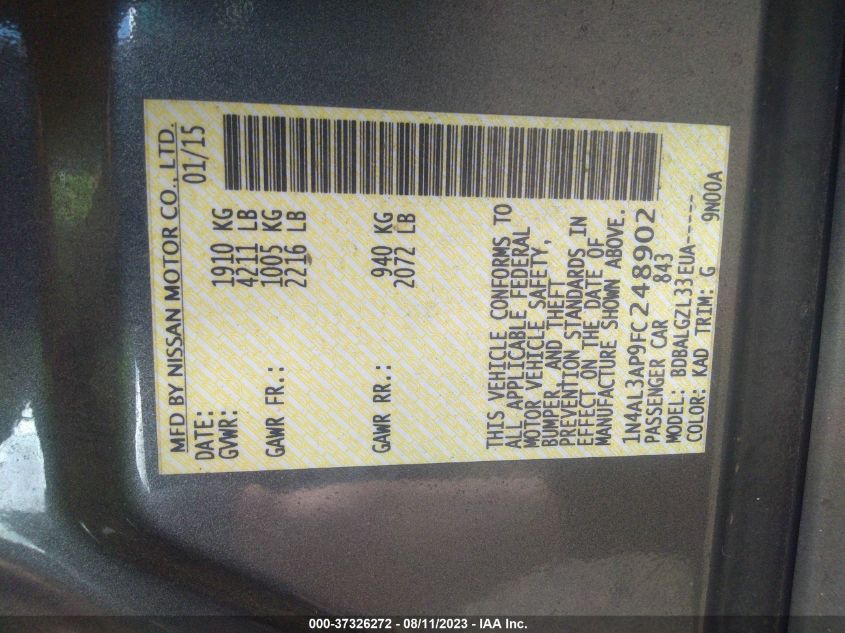 MFD BY NISSAN MOTOR CO., LTD.
DATE: 01/15
GVWR: 1910 KG
4211 LB
GAWR FR.: 1005 KG
2216 LB
GAWR RR.: 940 KG
2072 LB
THIS VEHICLE CONFORMS TO
ALL APPLICABLE FEDERAL
MOTOR VEHICLE SAFETY,
BUMPER, AND THEFT
PREVENTION STANDARDS IN
EFFECT ON THE DATE OF
MANUFACTURE SHOWN ABOVE.
1N4AL3AP9FC248902
PASSENGER CAR 843
MODEL: BDBALGZL33EUA-----
COLOR: KAD TRIM: G 9N00A
000-37326272 - 08/11/2023 - IAA Inc.